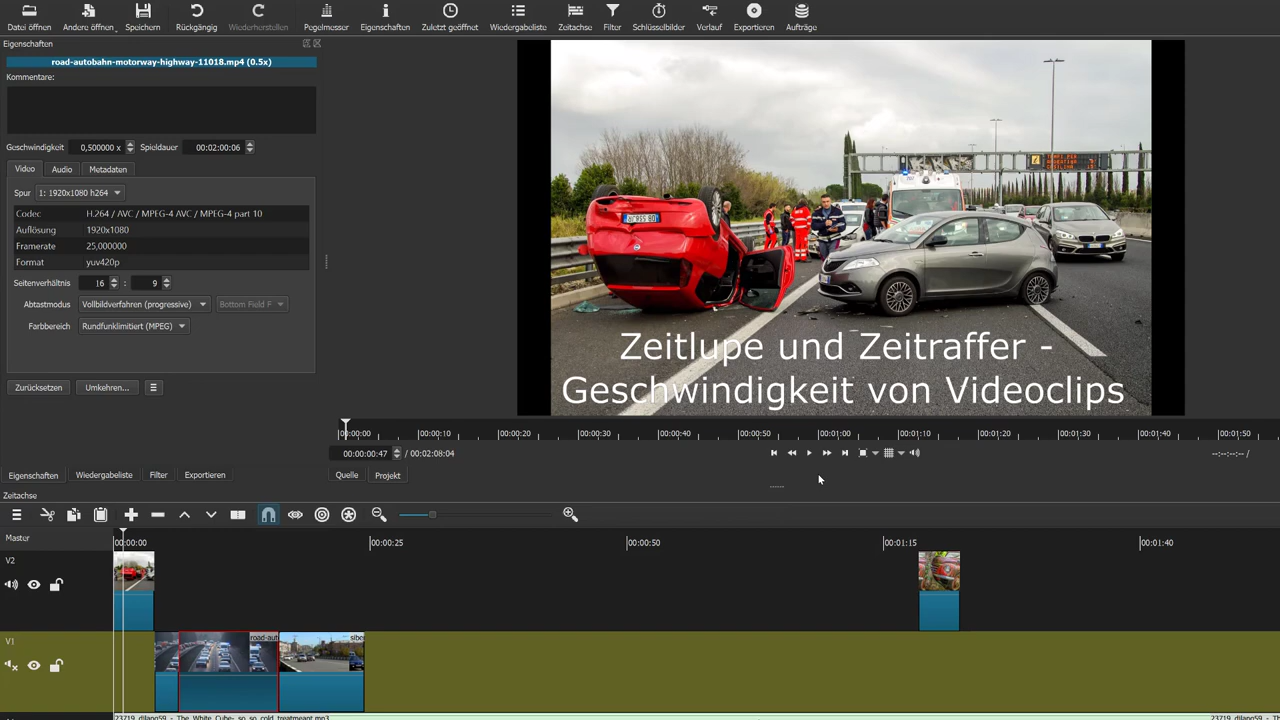 Datei öffnen
Andere öffnen
Speichern
Rückgängig
Wiederherstellen
Pegelmesser
Eigenschaften
Zuletzt geöffnet
Wiedergabeliste
Zeitachse
Filter
Schlüsselbilder
Verlauf
Exportieren
Aufträge
Eigenschaften
road-autobahn-motorway-highway-11018.mp4 (0.5x)
Kommentare:
Geschwindigkeit 0,500000 x Spieldauer 00:02:00:06
Video Audio Metadaten
Spur 1: 1920x1080 h264
Codec H.264 / AVC / MPEG-4 AVC / MPEG-4 part 10
Auflösung 1920x1080
Framerate 25,000000
Format yuv420p
Seitenverhältnis 16 : 9
Abtastmodus Vollbildverfahren (progressive) Bottom Field F
Farbbereich Rundfunklimitiert (MPEG)
Zurücksetzen Umkehren...
Zeitlupe und Zeitraffer -
Geschwindigkeit von Videoclips
00:00:00 00:00:10 00:00:20 00:00:30 00:00:40 00:00:50 00:01:00 00:01:10 00:01:20 00:01:30 00:01:40 00:01:50
00:00:00:47 / 00:02:08:04
--:--:--:-- /
Eigenschaften Wiedergabeliste Filter Exportieren
Quelle Projekt
Zeitachse
Master
00:00:00 00:00:25 00:00:50 00:01:15 00:01:40
V2
V1
road-aut
23719_djlang59_-_The_White_Cube-_so_so_cold_treatmeant.mp3